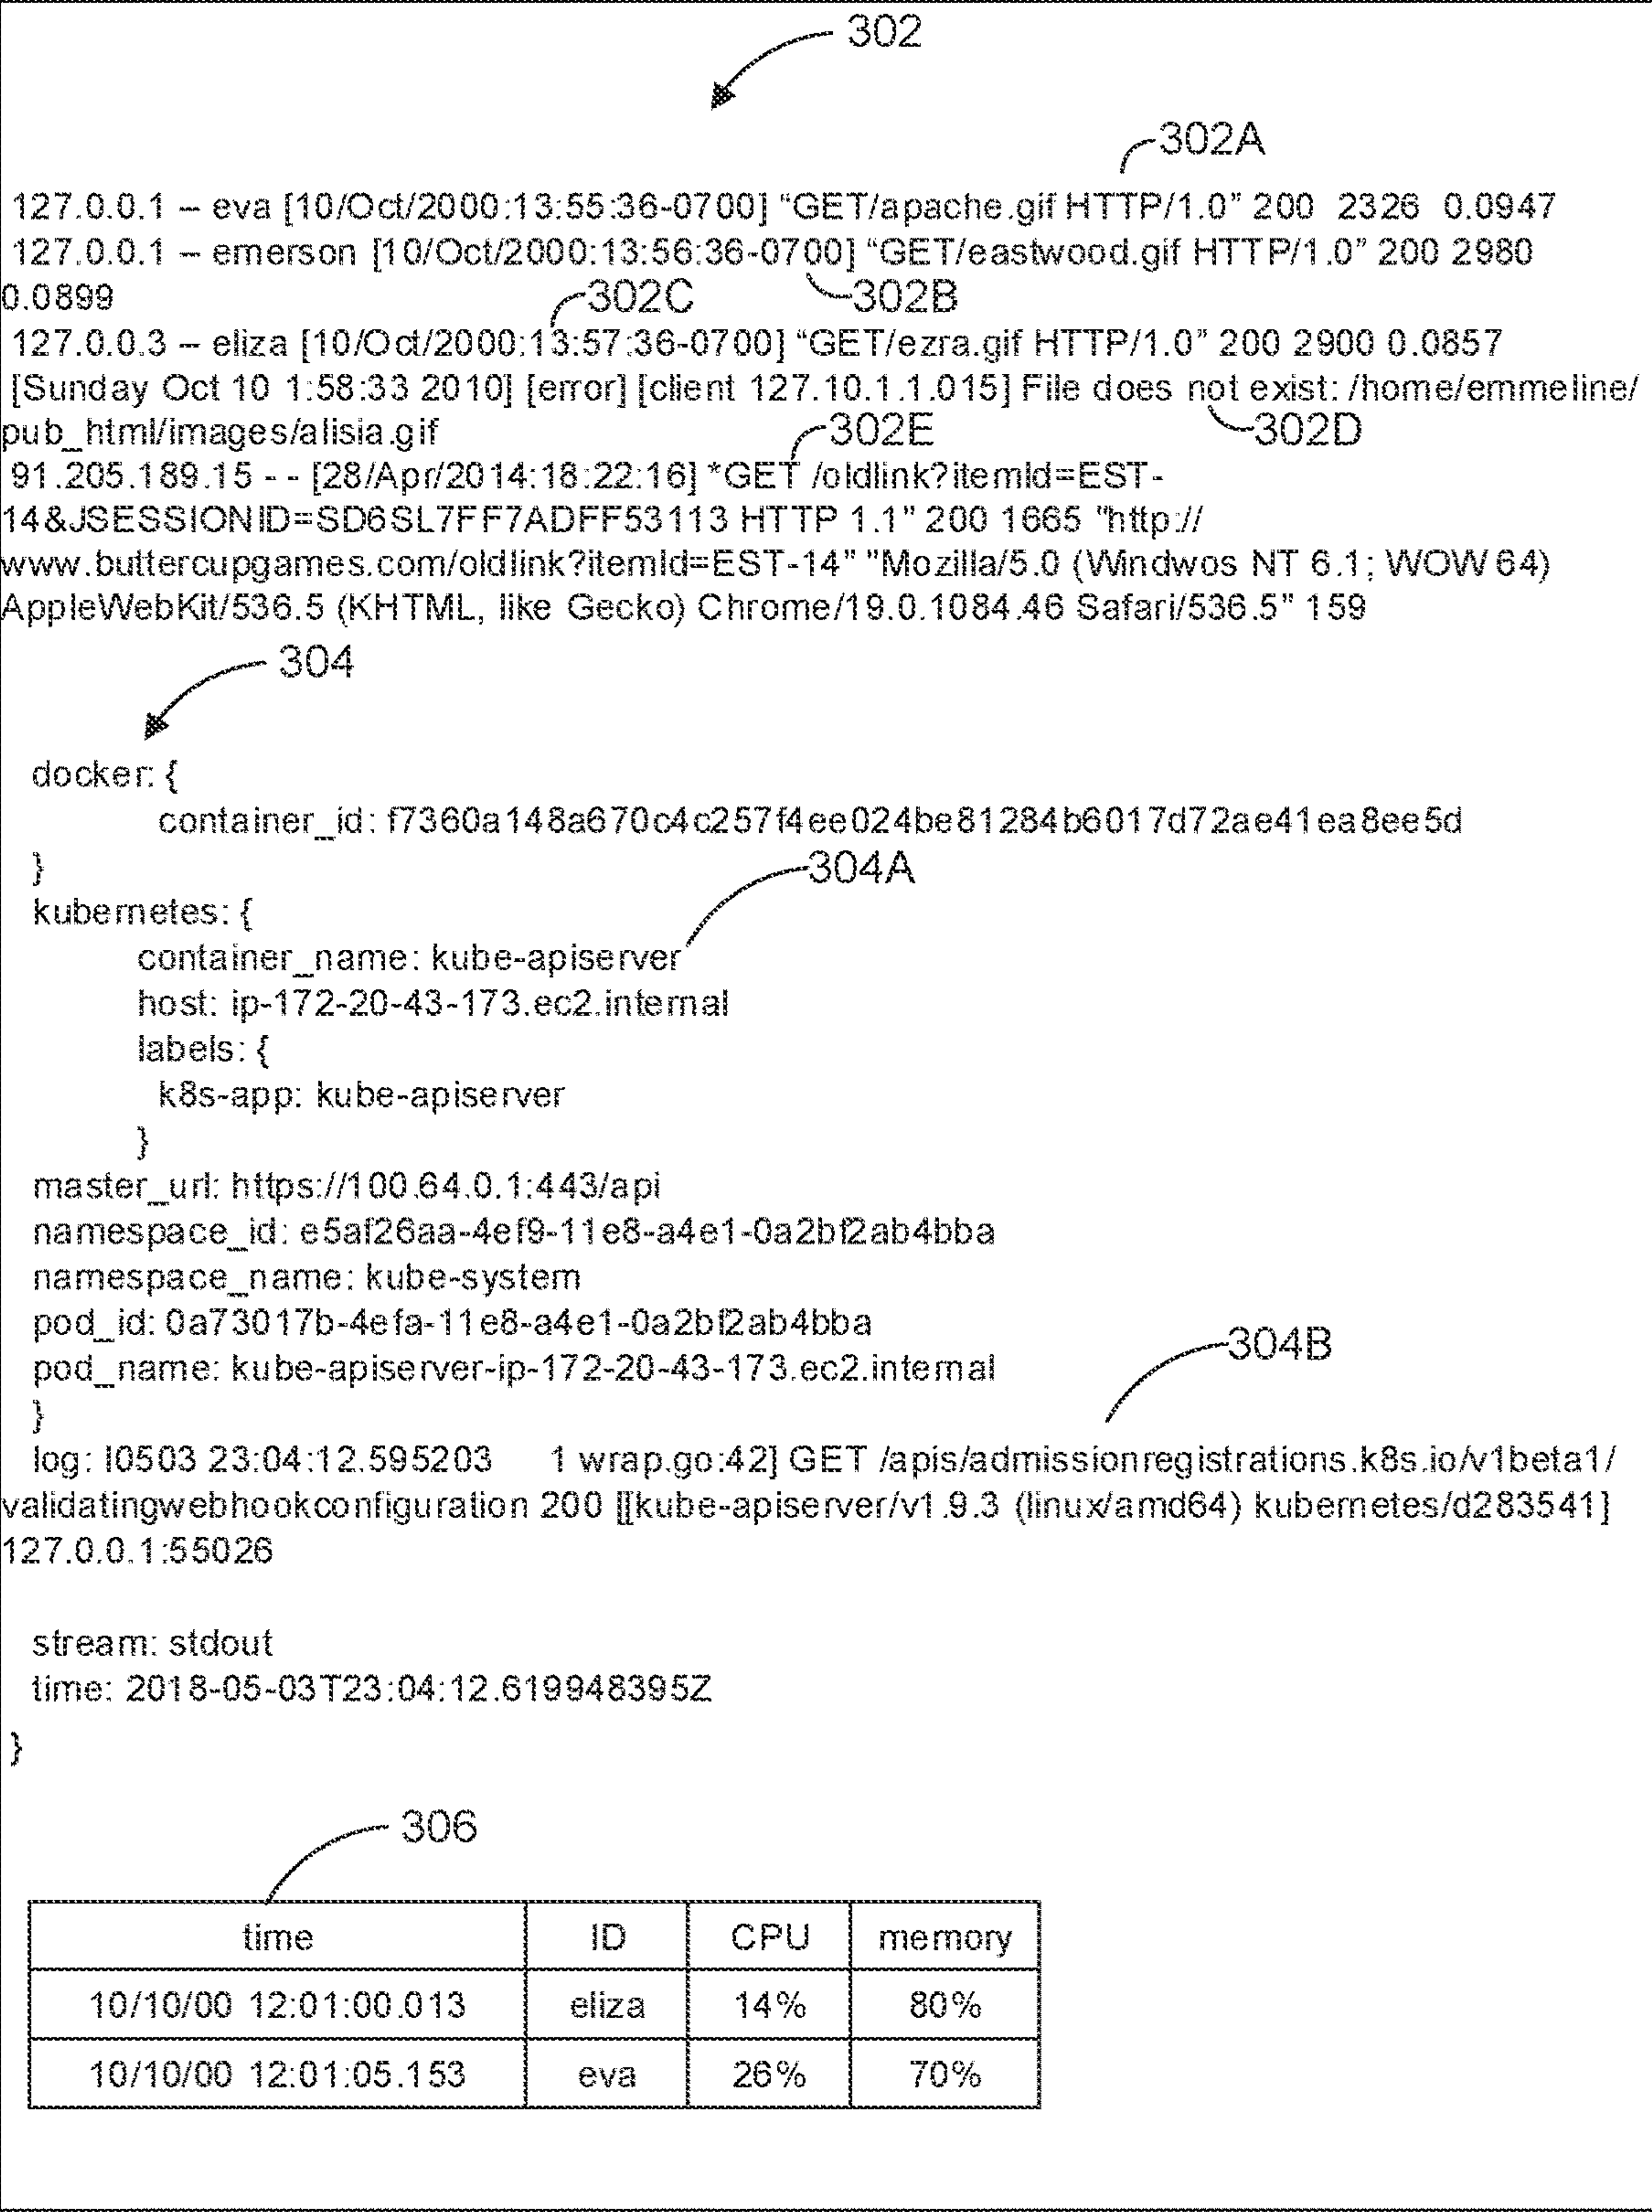 302
302A
127.0.0.1 – eva [10/Oct/2000:13:55:36-0700] “GET/apache.gif HTTP/1.0” 200 2326 0.0947
127.0.0.1 – emerson [10/Oct/2000:13:56:36-0700] “GET/eastwood.gif HTTP/1.0” 200 2980
0.0899
302C
302B
127.0.0.3 – eliza [10/Oct/2000:13:57:36-0700] “GET/ezra.gif HTTP/1.0” 200 2900 0.0857
[Sunday Oct 10 1:58:33 2010] [error] [client 127.10.1.1.015] File does not exist: /home/emmeline/
pub_html/images/alisia.gif
302E
302D
91.205.189.15 - - [28/Apr/2014:18:22:16] *GET /oldlink?itemId=EST-
14&JSESSIONID=SD6SL7FF7ADFF53113 HTTP 1.1" 200 1665 "http://
www.buttercupgames.com/oldlink?itemId=EST-14" "Mozilla/5.0 (Windwos NT 6.1; WOW 64)
AppleWebKit/536.5 (KHTML, like Gecko) Chrome/19.0.1084.46 Safari/536.5" 159
304
docker: {
container_id: f7360a148a670c4c257f4ee024be81284b6017d72ae41ea8ee5d
}
304A
kubernetes: {
container_name: kube-apiserver
host: ip-172-20-43-173.ec2.internal
labels: {
k8s-app: kube-apiserver
}
master_url: https://100.64.0.1:443/api
namespace_id: e5af26aa-4ef9-11e8-a4e1-0a2bf2ab4bba
namespace_name: kube-system
pod_id: 0a73017b-4efa-11e8-a4e1-0a2bf2ab4bba
304B
pod_name: kube-apiserver-ip-172-20-43-173.ec2.internal
}
log: I0503 23:04:12.595203 1 wrap.go:42] GET /apis/admissionregistrations.k8s.io/v1beta1/
validatingwebhookconfiguration 200 [[kube-apiserver/v1.9.3 (linux/amd64) kubernetes/d283541]
127.0.0.1:55026
stream: stdout
time: 2018-05-03T23:04:12.619948395Z
}
306
time ID CPU memory
10/10/00 12:01:00.013 eliza 14% 80%
10/10/00 12:01:05.153 eva 26% 70%